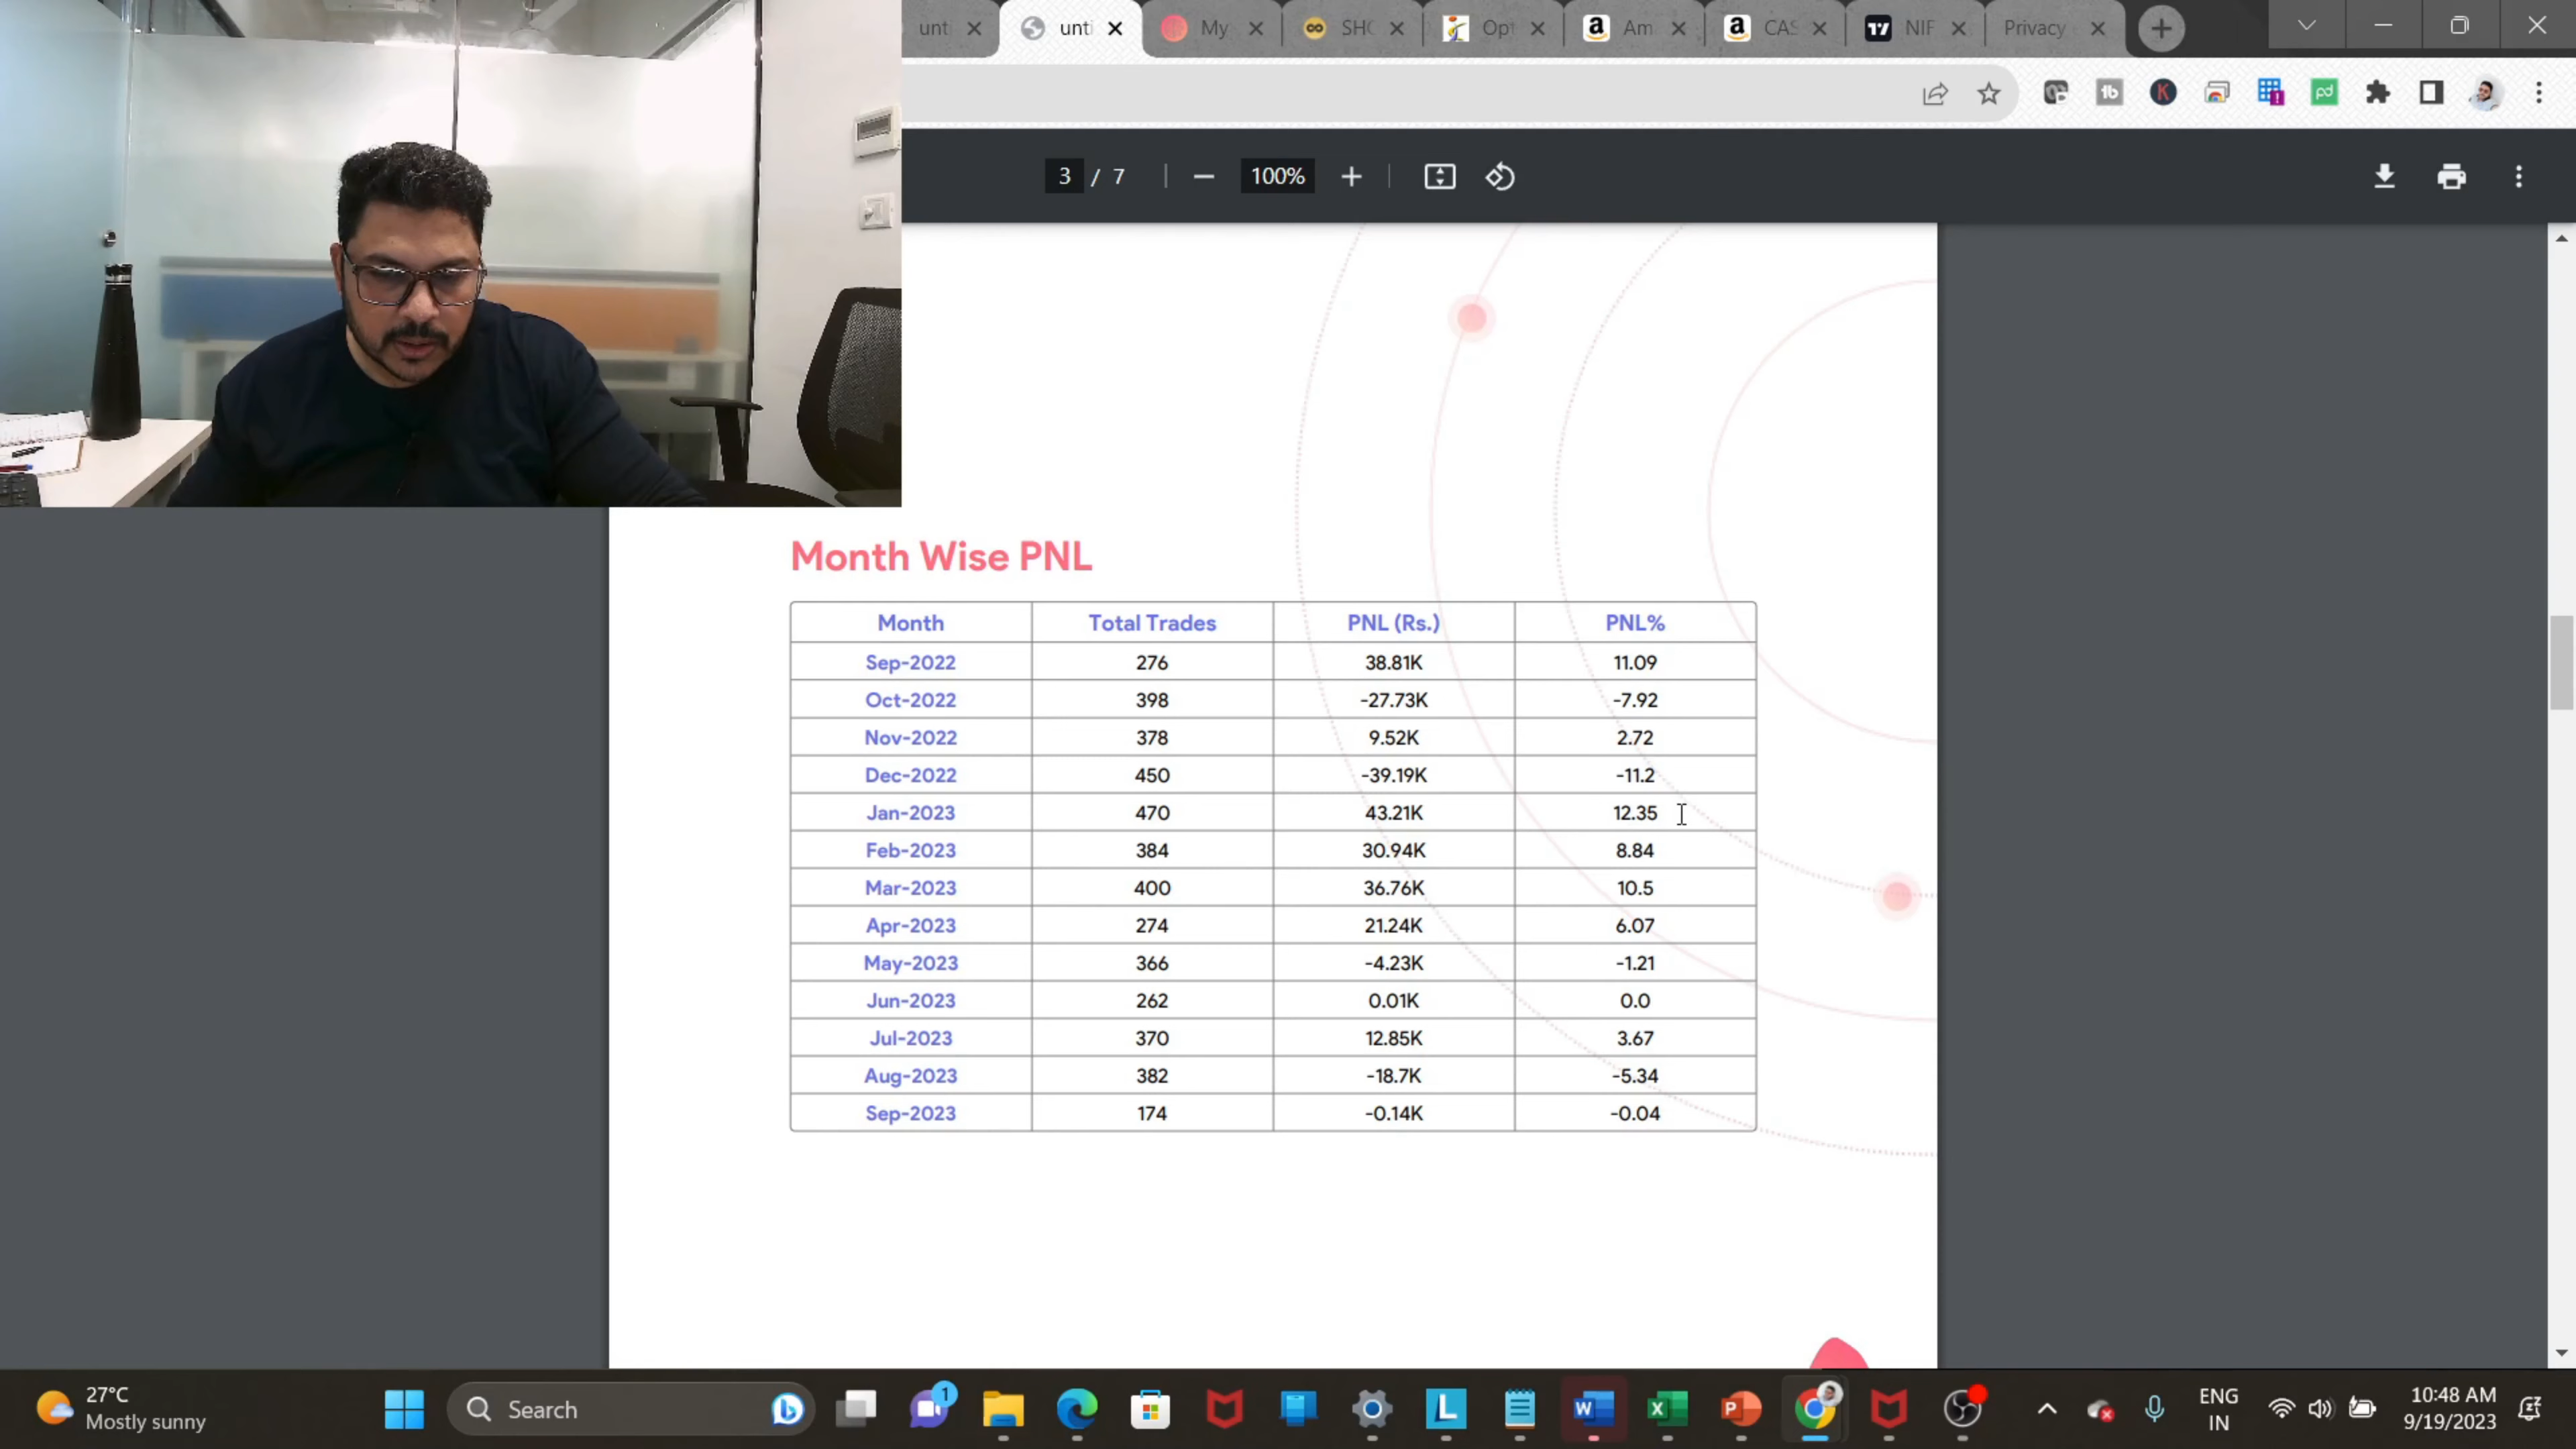 unt
unti
My
SHO
Opt
Am
CAS
NIF
Privacy
3 / 7
100%
Month Wise PNL
Month Total Trades PNL (Rs.) PNL%
Sep-2022 276 38.81K 11.09
Oct-2022 398 -27.73K -7.92
Nov-2022 378 9.52K 2.72
Dec-2022 450 -39.19K -11.2
Jan-2023 470 43.21K 12.35
Feb-2023 384 30.94K 8.84
Mar-2023 400 36.76K 10.5
Apr-2023 274 21.24K 6.07
May-2023 366 -4.23K -1.21
Jun-2023 262 0.01K 0.0
Jul-2023 370 12.85K 3.67
Aug-2023 382 -18.7K -5.34
Sep-2023 174 -0.14K -0.04
27°C
Mostly sunny
Search
1
ENG
IN
10:48 AM
9/19/2023